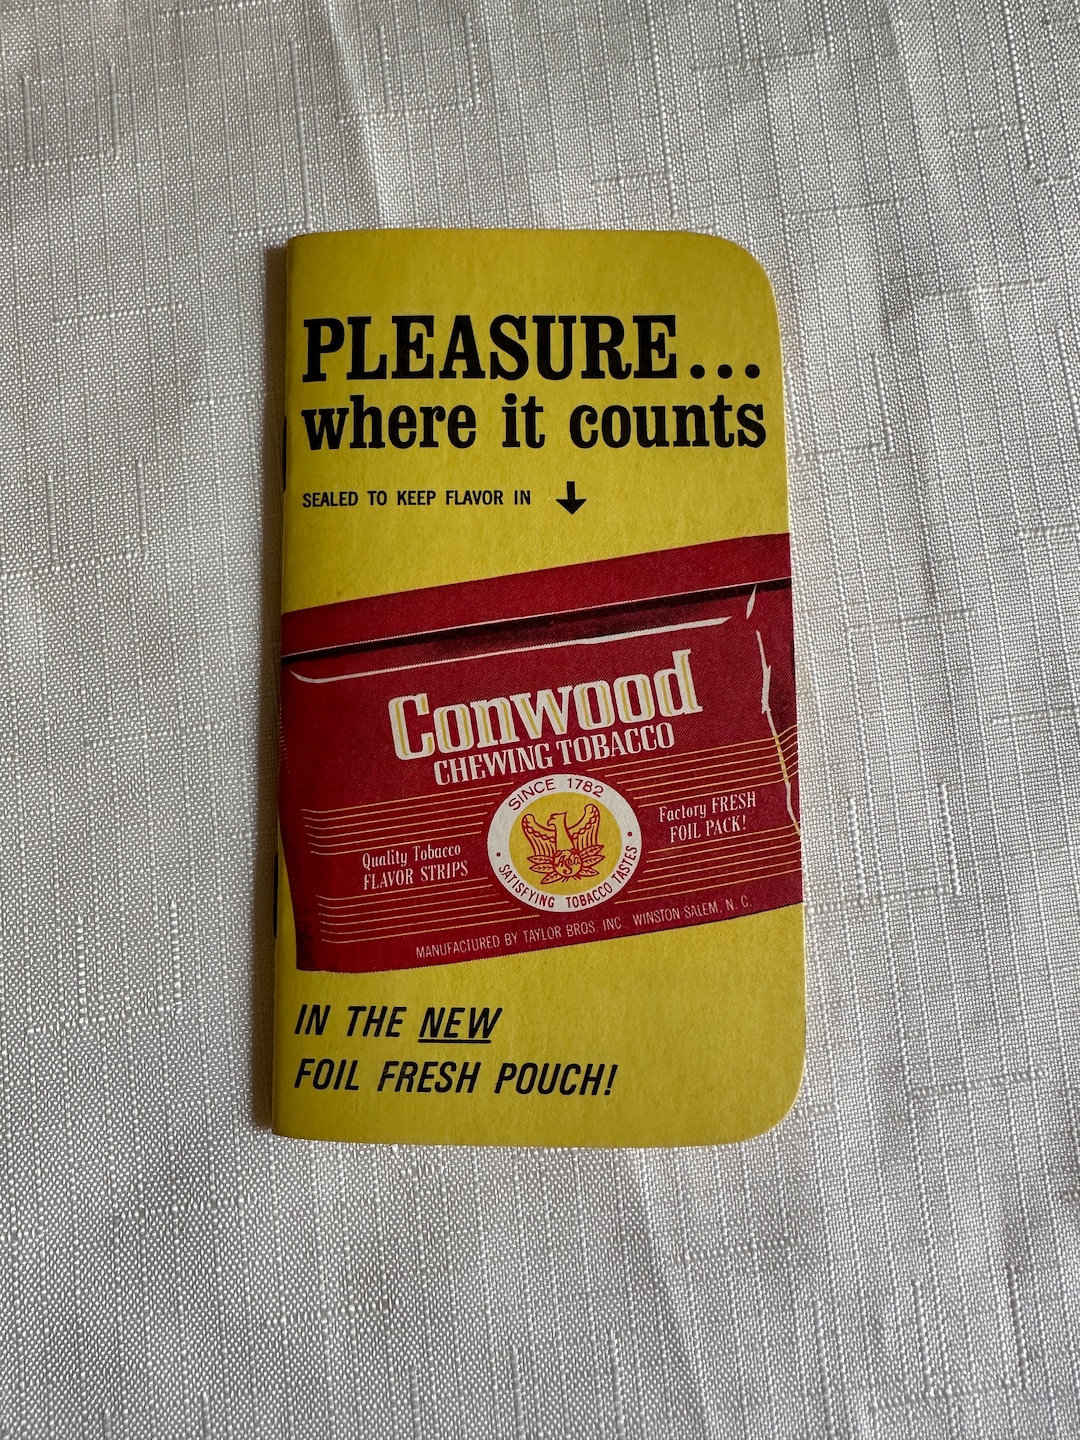 PLEASURE...
where it counts
SEALED TO KEEP FLAVOR IN
Conwood
CHEWING TOBACCO
SINCE 1782
SATISFYING TOBACCO TASTES
Quality Tobacco
FLAVOR STRIPS
Factory FRESH
FOIL PACK!
MANUFACTURED BY TAYLOR BROS. INC., WINSTON-SALEM, N. C.
IN THE NEW
FOIL FRESH POUCH!